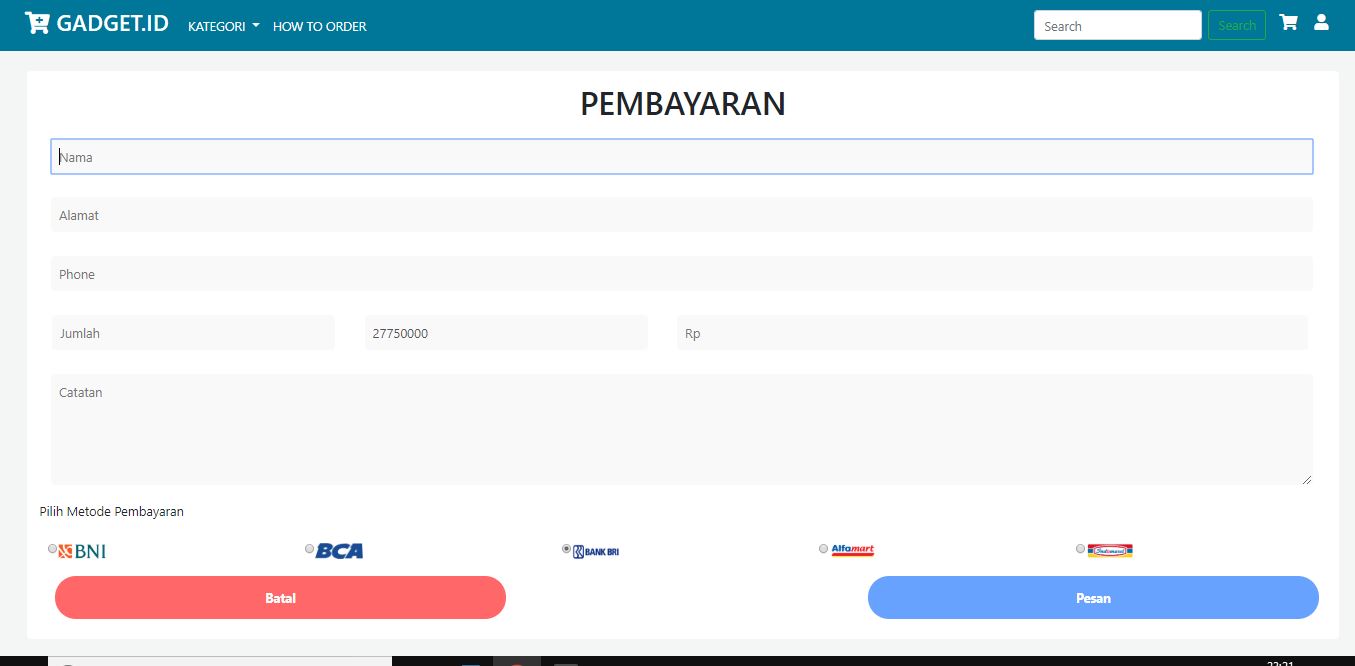 GADGET.ID KATEGORI HOW TO ORDER Search Search
PEMBAYARAN
Nama
Alamat
Phone
Jumlah 27750000 Rp
Catatan
Pilih Metode Pembayaran
BNI BCA BANK BRI Alfamart Indomaret
Batal Pesan